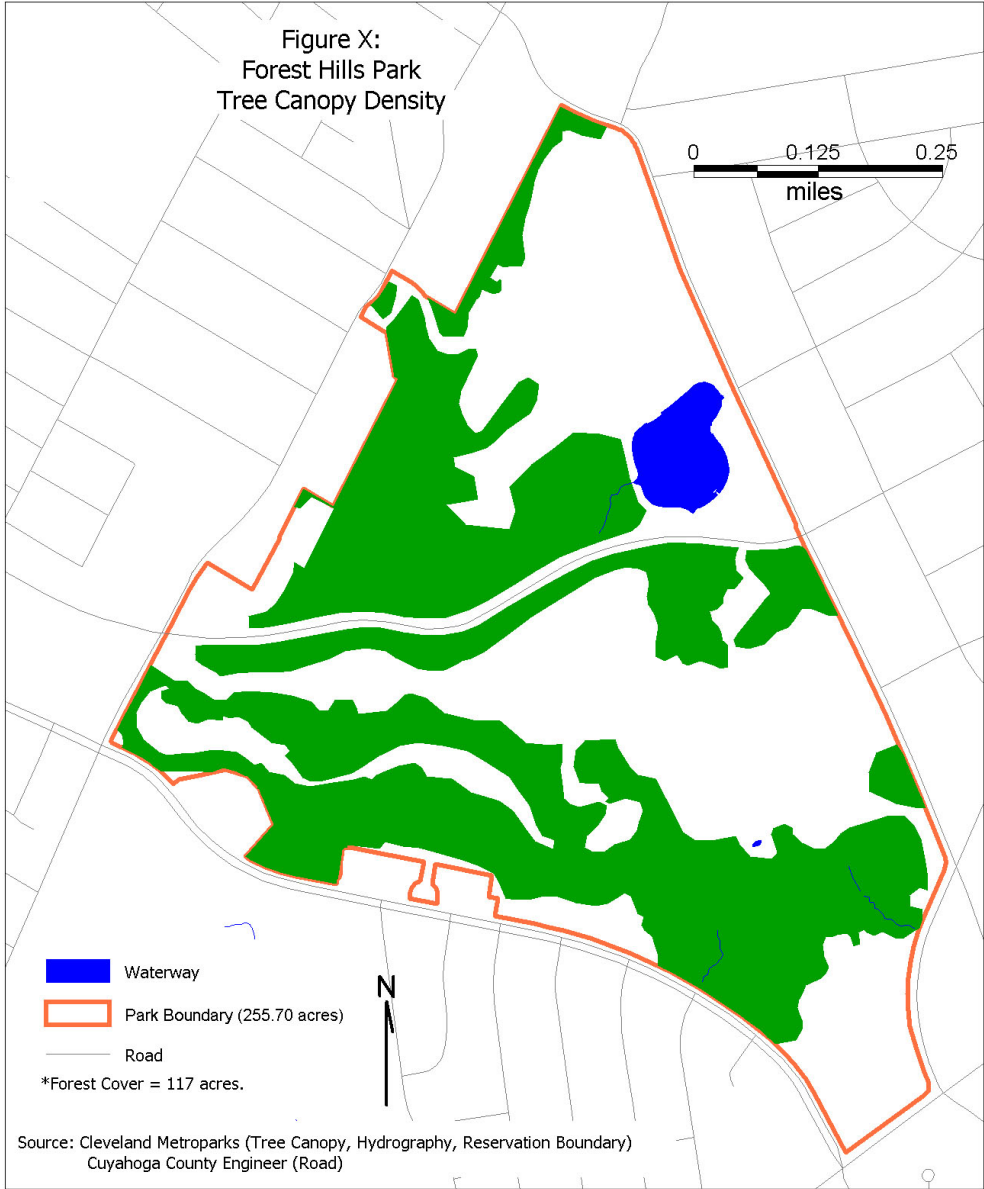 Figure X:
Forest Hills Park
Tree Canopy Density
0 0.125 0.25
miles
N
Waterway
Park Boundary (255.70 acres)
Road
*Forest Cover = 117 acres.
Source: Cleveland Metroparks (Tree Canopy, Hydrography, Reservation Boundary)
Cuyahoga County Engineer (Road)